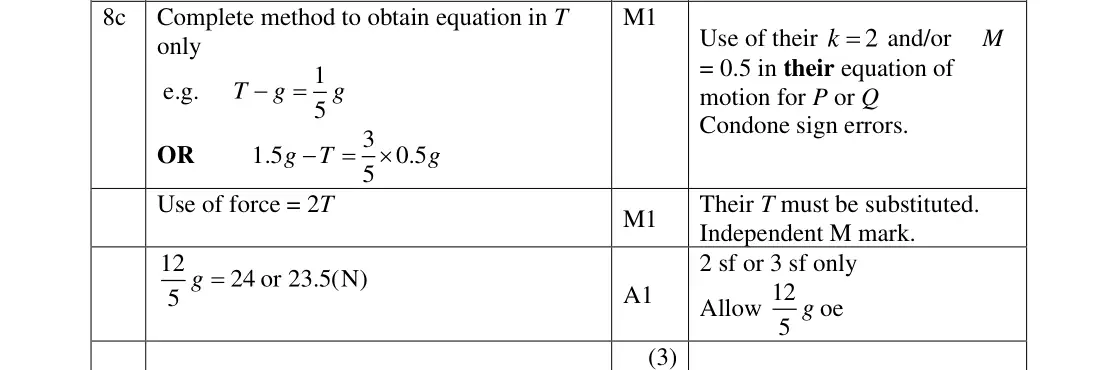 8c Complete method to obtain equation in T M1
only
Use of their k = 2 and/or M
= 0.5 in their equation of
motion for P or Q
Condone sign errors.
e.g. T − g = 1/5 g
OR 1.5g − T = 3/5 × 0.5g
Use of force = 2T M1 Their T must be substituted.
Independent M mark.
12/5 g = 24 or 23.5(N) A1 2 sf or 3 sf only
Allow 12/5 g oe
(3)